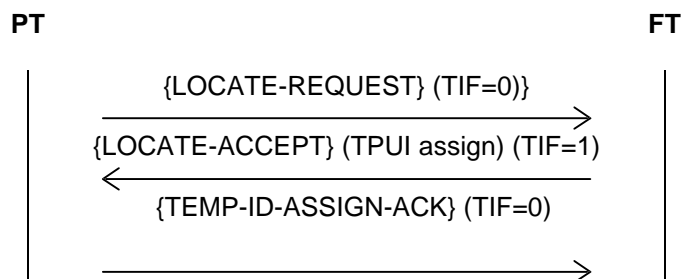 PT FT
{LOCATE-REQUEST} (TIF=0)}
{LOCATE-ACCEPT} (TPUI assign) (TIF=1)
{TEMP-ID-ASSIGN-ACK} (TIF=0)